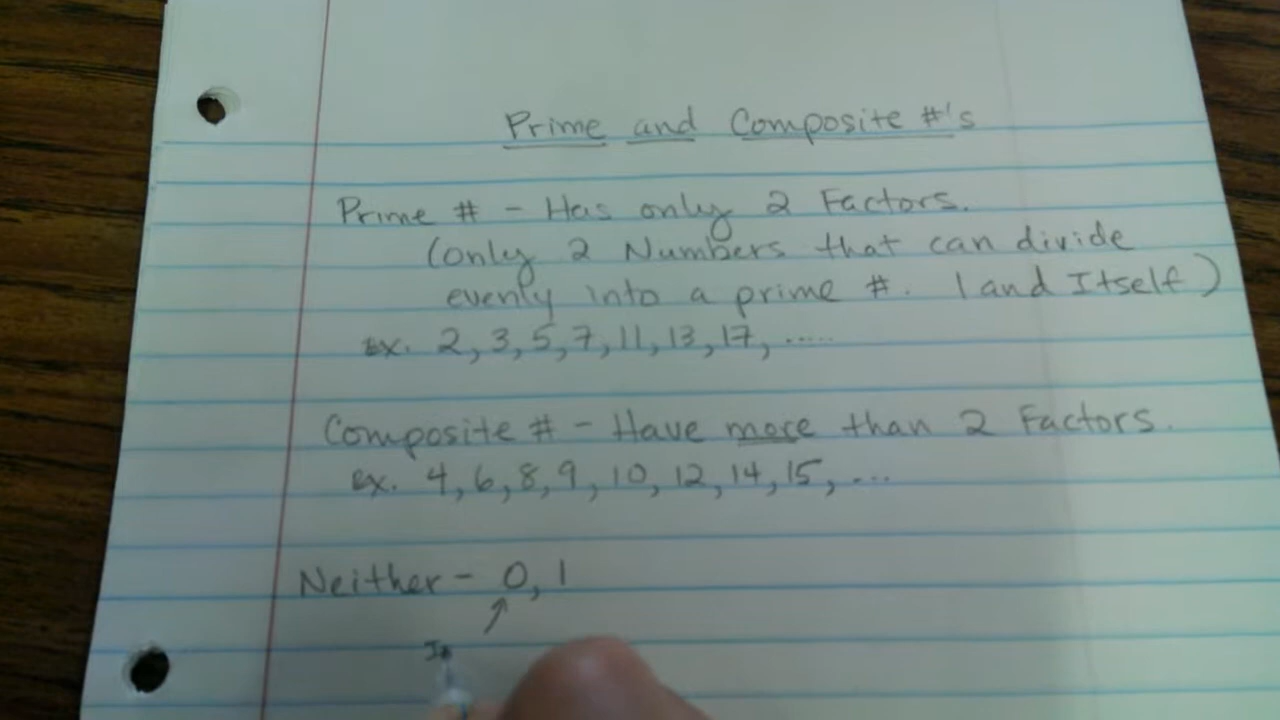 Prime and Composite #'s
Prime # - Has only 2 Factors.
(only 2 Numbers that can divide
evenly into a prime #. 1 and Itself)
ex. 2, 3, 5, 7, 11, 13, 17, .....
Composite # - Have more than 2 Factors.
ex. 4, 6, 8, 9, 10, 12, 14, 15, ...
Neither - 0, 1